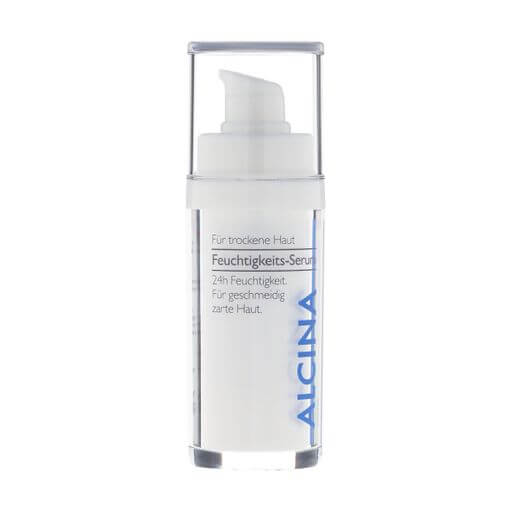 Für trockene Haut
Feuchtigkeits-Serum
24h Feuchtigkeit.
Für geschmeidig
zarte Haut.
ALCINA